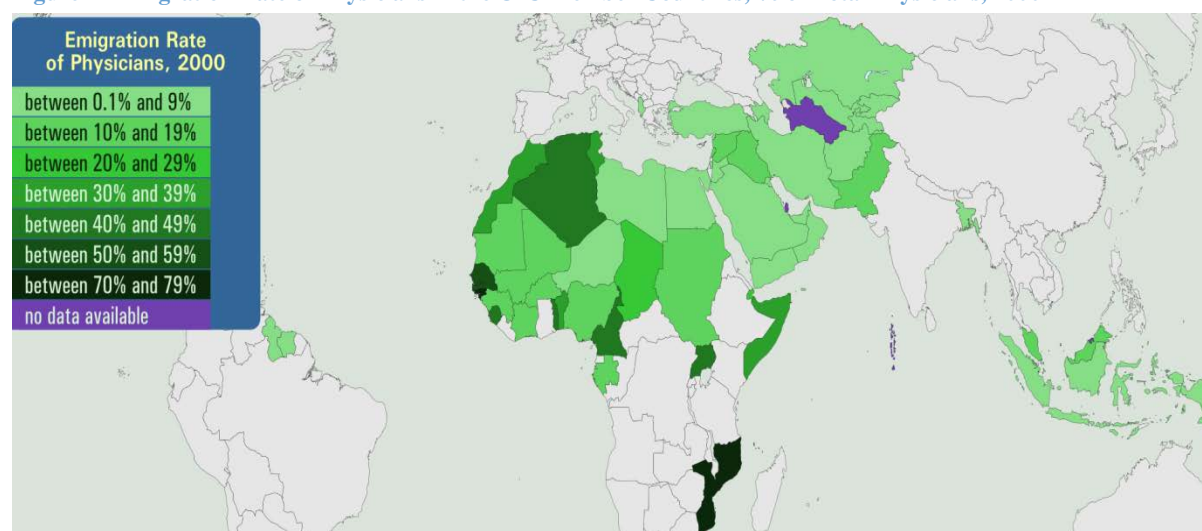 Emigration Rate
of Physicians, 2000
between 0.1% and 9%
between 10% and 19%
between 20% and 29%
between 30% and 39%
between 40% and 49%
between 50% and 59%
between 70% and 79%
no data available